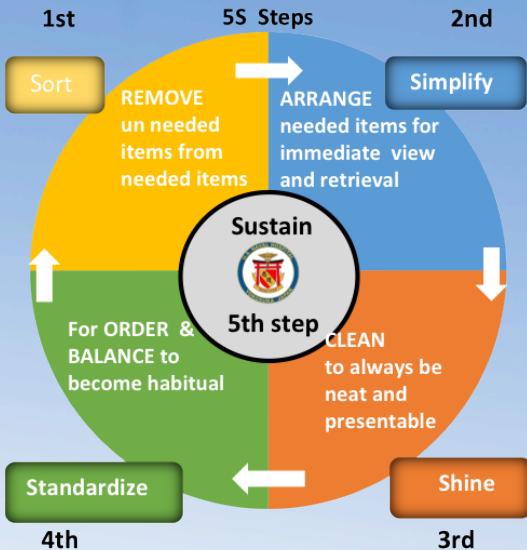 5S Steps
1st
Sort
REMOVE
un needed
items from
needed items
2nd
Simplify
ARRANGE
needed items for
immediate view
and retrieval
Sustain
5th step
CLEAN
to always be
neat and
presentable
Shine
3rd
For ORDER &
BALANCE to
become habitual
Standardize
4th